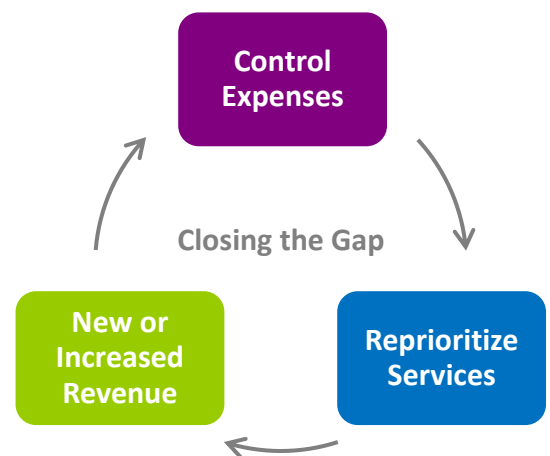 Control
Expenses
Closing the Gap
New or
Increased
Revenue
Reprioritize
Services